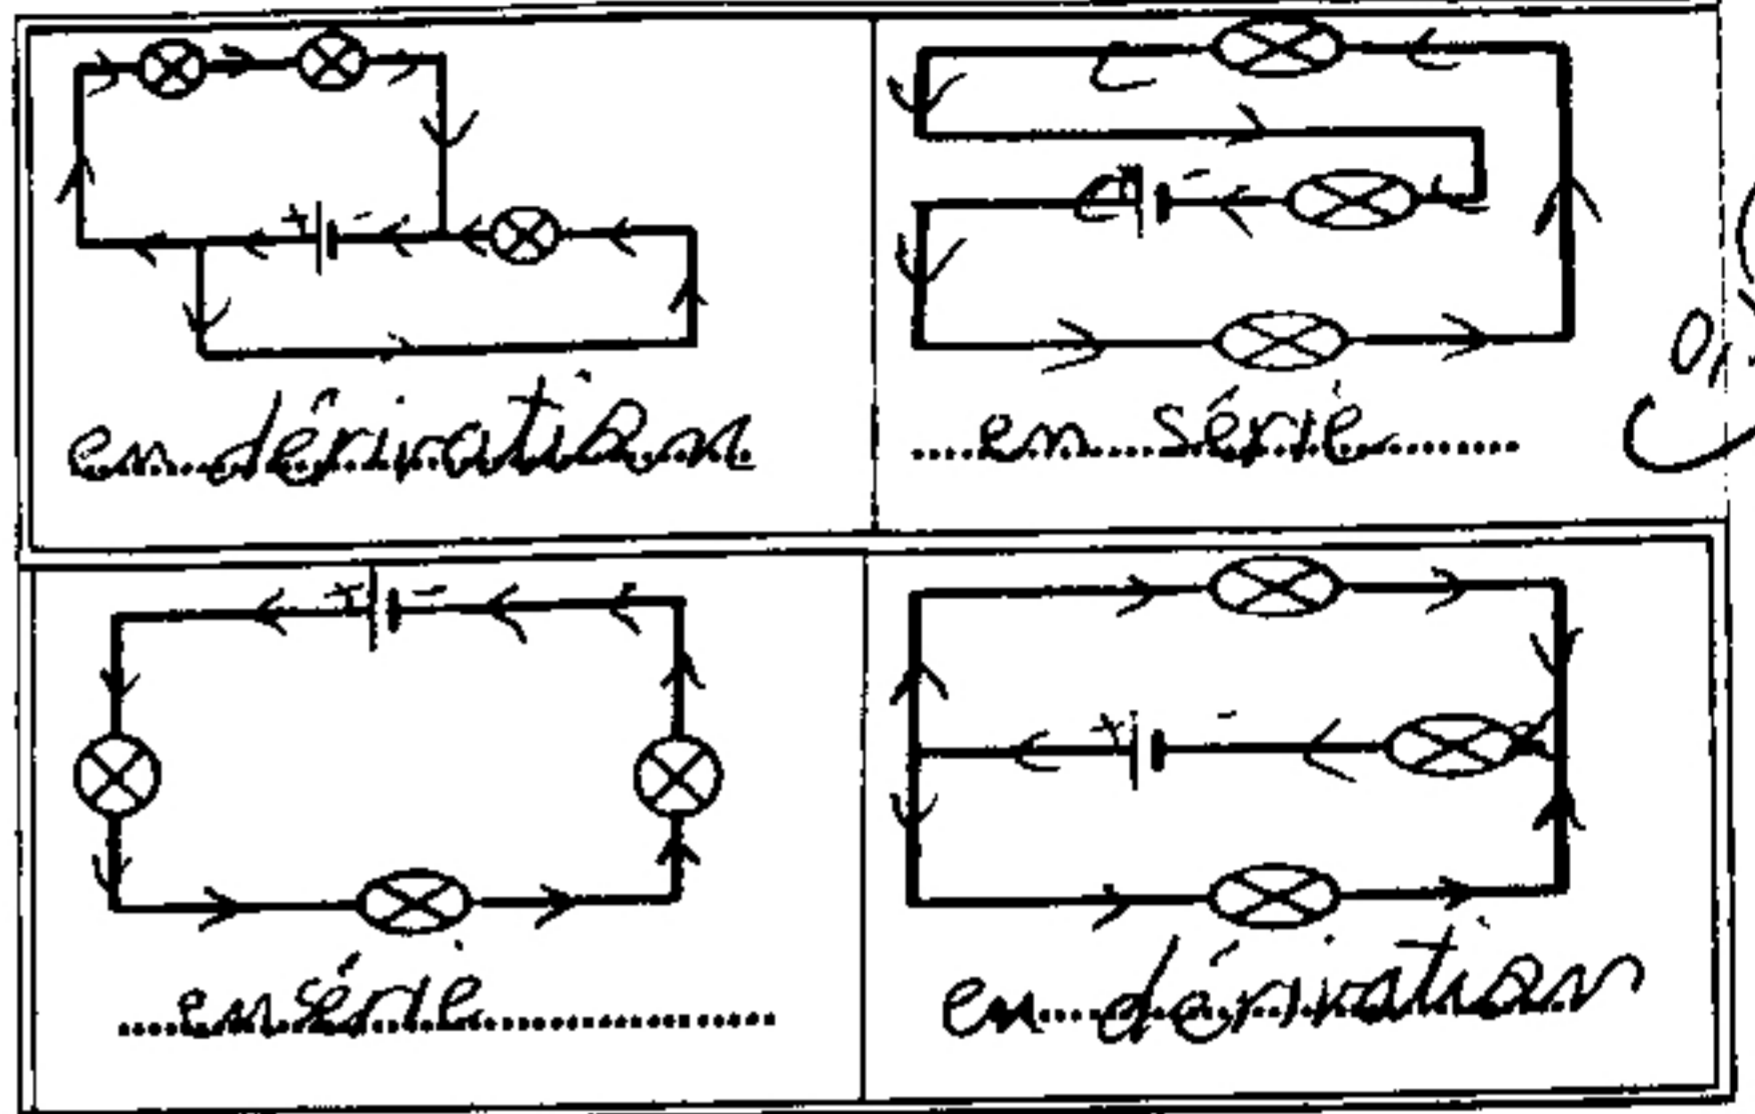 + -
+ -
en dérivation
en série
+ -
+ -
en série
en dérivation